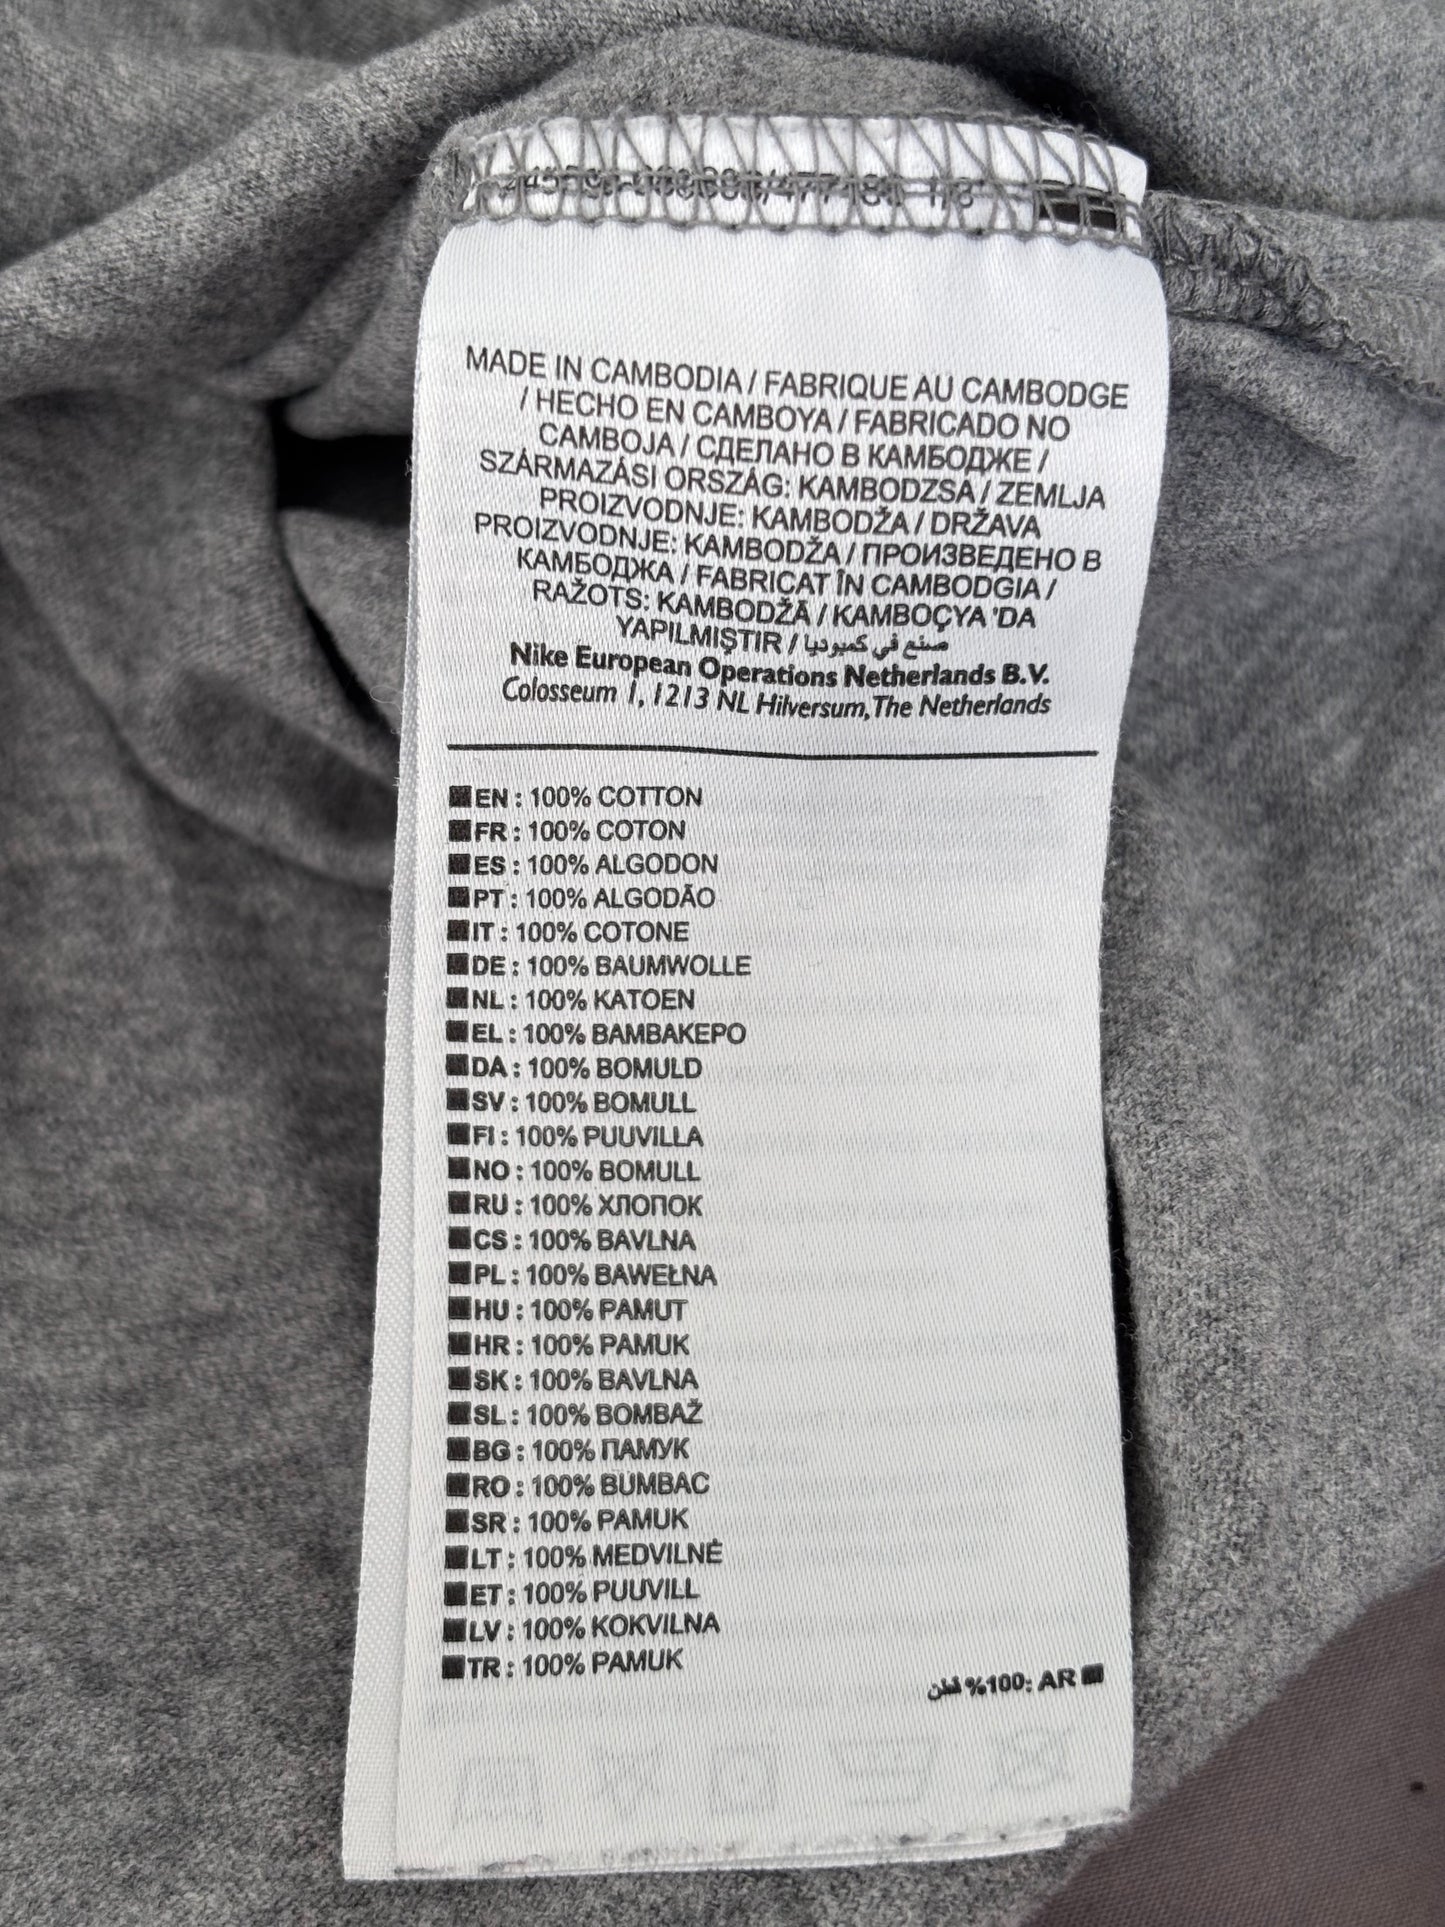 MADE IN CAMBODIA / FABRIQUE AU CAMBODGE
/ HECHO EN CAMBOYA / FABRICADO NO
CAMBOJA / СДЕЛАНО В КАМБОДЖЕ /
SZÁRMAZÁSI ORSZÁG: KAMBODZSA / ZEMLJA
PROIZVODNJE: KAMBODŽA / DRŽAVA
PROIZVODNJE: KAMBODŽA / ПРОИЗВЕДЕНО В
КАМБОДЖА / FABRICAT ÎN CAMBODGIA /
RAŽOTS: KAMBODŽĀ / KAMBOÇYA 'DA
YAPILMIŞTIR / صنع في كمبوديا
Nike European Operations Netherlands B.V.
Colosseum 1, 1213 NL Hilversum, The Netherlands
EN : 100% COTTON
FR : 100% COTON
ES : 100% ALGODON
PT : 100% ALGODÃO
IT : 100% COTONE
DE : 100% BAUMWOLLE
NL : 100% KATOEN
EL : 100% ΒΑΜΒΑΚΕΡΟ
DA : 100% BOMULD
SV : 100% BOMULL
FI : 100% PUUVILLA
NO : 100% BOMULL
RU : 100% ХЛОПОК
CS : 100% BAVLNA
PL : 100% BAWEŁNA
HU : 100% PAMUT
HR : 100% PAMUK
SK : 100% BAVLNA
SL : 100% BOMBAŽ
BG : 100% ПАМУК
RO : 100% BUMBAC
SR : 100% PAMUK
LT : 100% MEDVILNĖ
ET : 100% PUUVILL
LV : 100% KOKVILNA
TR : 100% PAMUK
AR :100% قطن